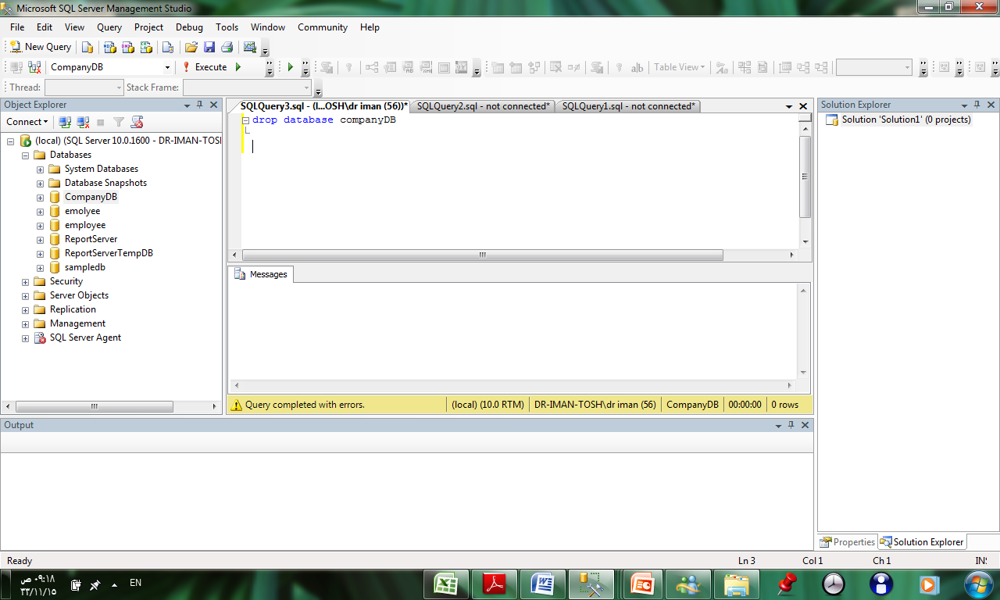 Microsoft SQL Server Management Studio
File Edit View Query Project Debug Tools Window Community Help
New Query
CompanyDB Execute Table View
Thread: Stack Frame:
Object Explorer
Connect
(local) (SQL Server 10.0.1600 - DR-IMAN-TOSH
Databases
System Databases
Database Snapshots
CompanyDB
emolyee
employee
ReportServer
ReportServerTempDB
sampledb
Security
Server Objects
Replication
Management
SQL Server Agent
SQLQuery3.sql - (l...OSH\dr iman (56))* SQLQuery2.sql - not connected* SQLQuery1.sql - not connected*
drop database companyDB
Messages
Query completed with errors. (local) (10.0 RTM) DR-IMAN-TOSH\dr iman (56) CompanyDB 00:00:00 0 rows
Solution Explorer
Solution 'Solution1' (0 projects)
Output
Properties Solution Explorer
Ready Ln 3 Col 1 Ch 1 INS
٠٩:١٨ ص
٣٣/١١/١٥
EN